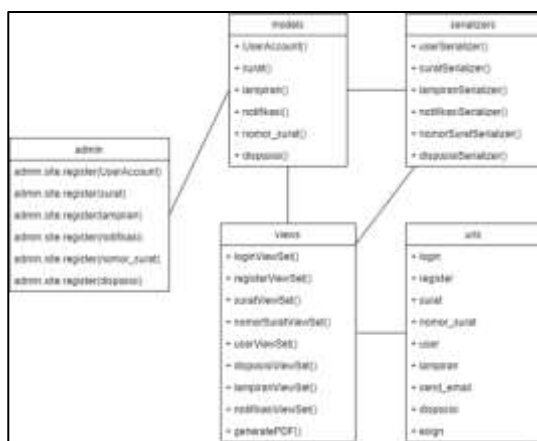 models
+ UserAccount()
+ surat()
+ lampiran()
+ notifikasi()
+ nomor_surat()
+ disposisi()
serializers
+ userSerializer()
+ suratSerializer()
+ lampiranSerializer()
+ notifikasiSerializer()
+ nomorSuratSerializer()
+ disposisiSerializer()
admin
admin.site.register(UserAccount)
admin.site.register(surat)
admin.site.register(lampiran)
admin.site.register(notifikasi)
admin.site.register(nomor_surat)
admin.site.register(disposisi)
views
+ loginViewSet()
+ registerViewSet()
+ suratViewSet()
+ nomorSuratViewSet()
+ userViewSet()
+ disposisiViewSet()
+ lampiranViewSet()
+ notifikasiViewSet()
+ generatePDF()
urls
+ login
+ register
+ surat
+ nomor_surat
+ user
+ lampiran
+ send_email
+ disposisi
+ esign